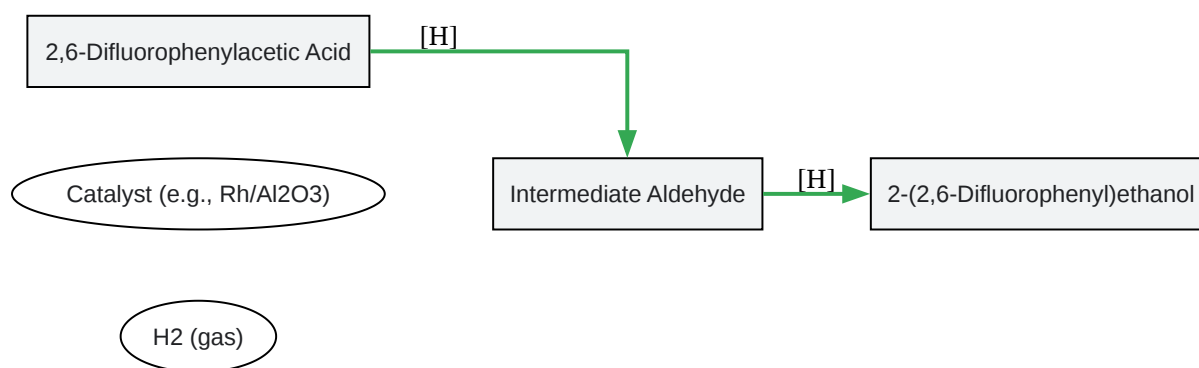 2,6-Difluorophenylacetic Acid
[H]
Catalyst (e.g., Rh/Al2O3)
Intermediate Aldehyde
[H]
2-(2,6-Difluorophenyl)ethanol
H2 (gas)